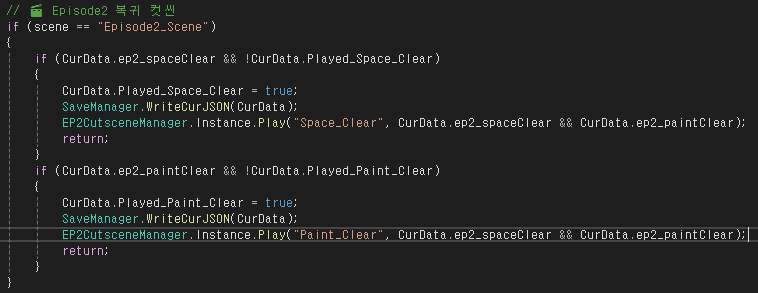 // 🎬 Episode2 복귀 컷씬
if (scene == "Episode2_Scene")
{
if (CurData.ep2_spaceClear && !CurData.Played_Space_Clear)
{
CurData.Played_Space_Clear = true;
SaveManager.WriteCurJSON(CurData);
EP2CutsceneManager.Instance.Play("Space_Clear", CurData.ep2_spaceClear && CurData.ep2_paintClear);
return;
}
if (CurData.ep2_paintClear && !CurData.Played_Paint_Clear)
{
CurData.Played_Paint_Clear = true;
SaveManager.WriteCurJSON(CurData);
EP2CutsceneManager.Instance.Play("Paint_Clear", CurData.ep2_spaceClear && CurData.ep2_paintClear);
return;
}
}